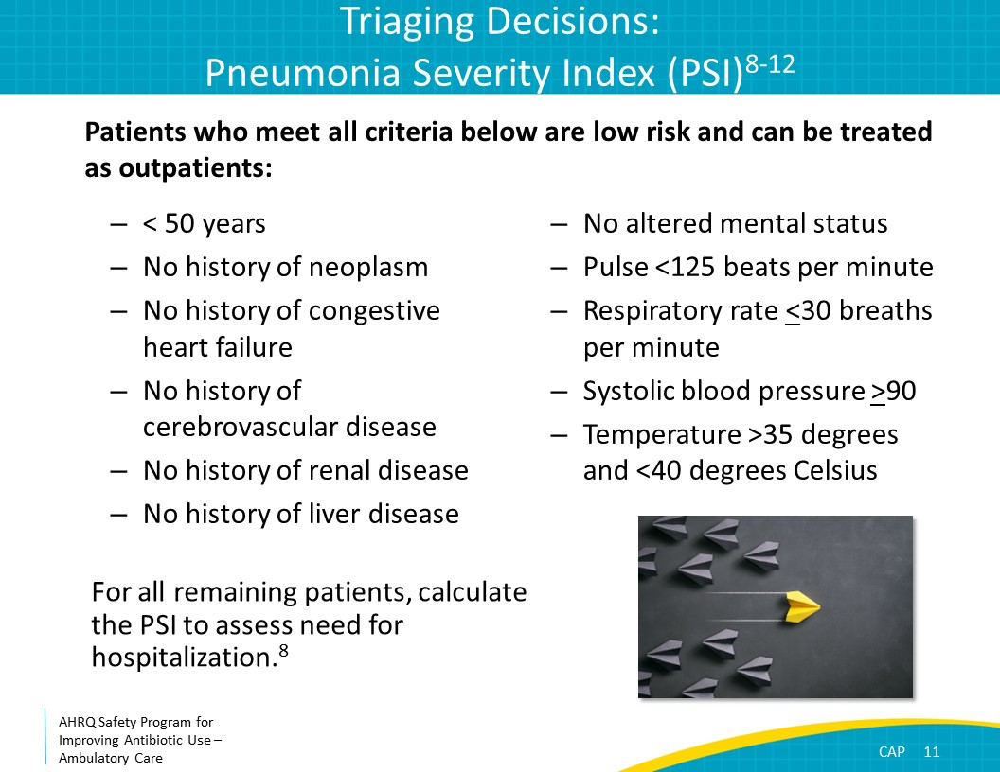 Triaging Decisions:
Pneumonia Severity Index (PSI)8-12
Patients who meet all criteria below are low risk and can be treated
as outpatients:
– < 50 years
– No history of neoplasm
– No history of congestive
heart failure
– No history of
cerebrovascular disease
– No history of renal disease
– No history of liver disease
– No altered mental status
– Pulse <125 beats per minute
– Respiratory rate ≤30 breaths
per minute
– Systolic blood pressure ≥90
– Temperature >35 degrees
and <40 degrees Celsius
For all remaining patients, calculate
the PSI to assess need for
hospitalization.8
AHRQ Safety Program for
Improving Antibiotic Use –
Ambulatory Care
CAP 11